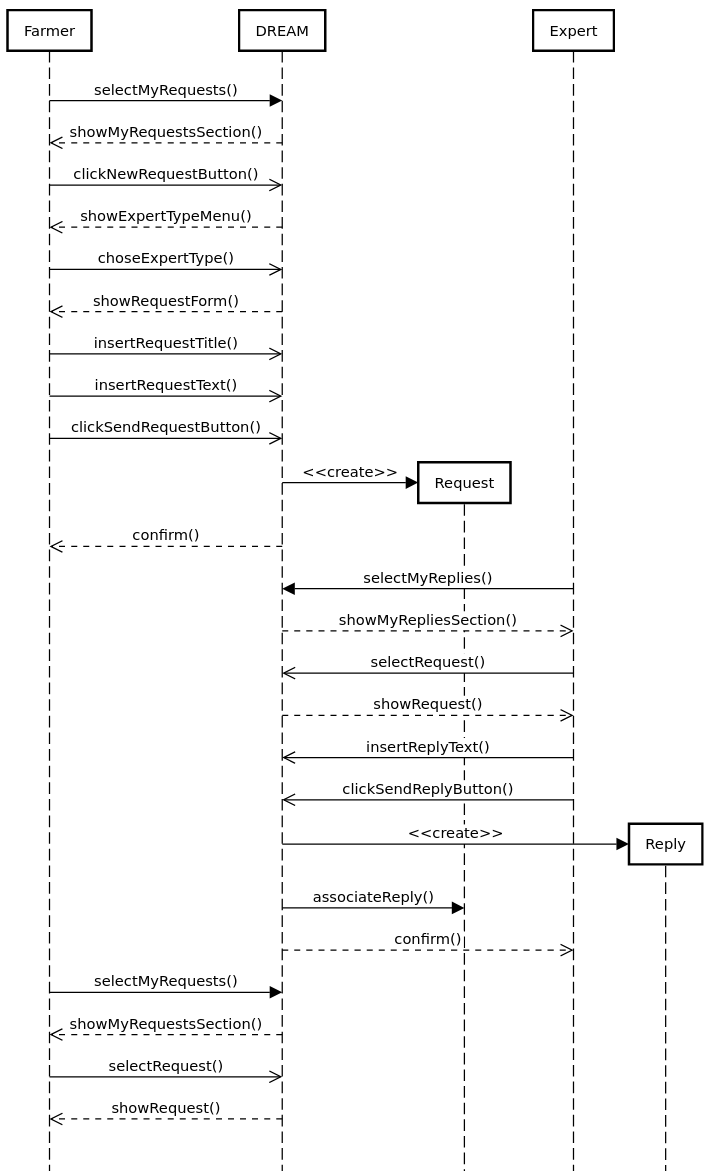 Farmer
DREAM
Expert
selectMyRequests()
showMyRequestsSection()
clickNewRequestButton()
showExpertTypeMenu()
choseExpertType()
showRequestForm()
insertRequestTitle()
insertRequestText()
clickSendRequestButton()
<<create>>
Request
confirm()
selectMyReplies()
showMyRepliesSection()
selectRequest()
showRequest()
insertReplyText()
clickSendReplyButton()
<<create>>
Reply
associateReply()
confirm()
selectMyRequests()
showMyRequestsSection()
selectRequest()
showRequest()